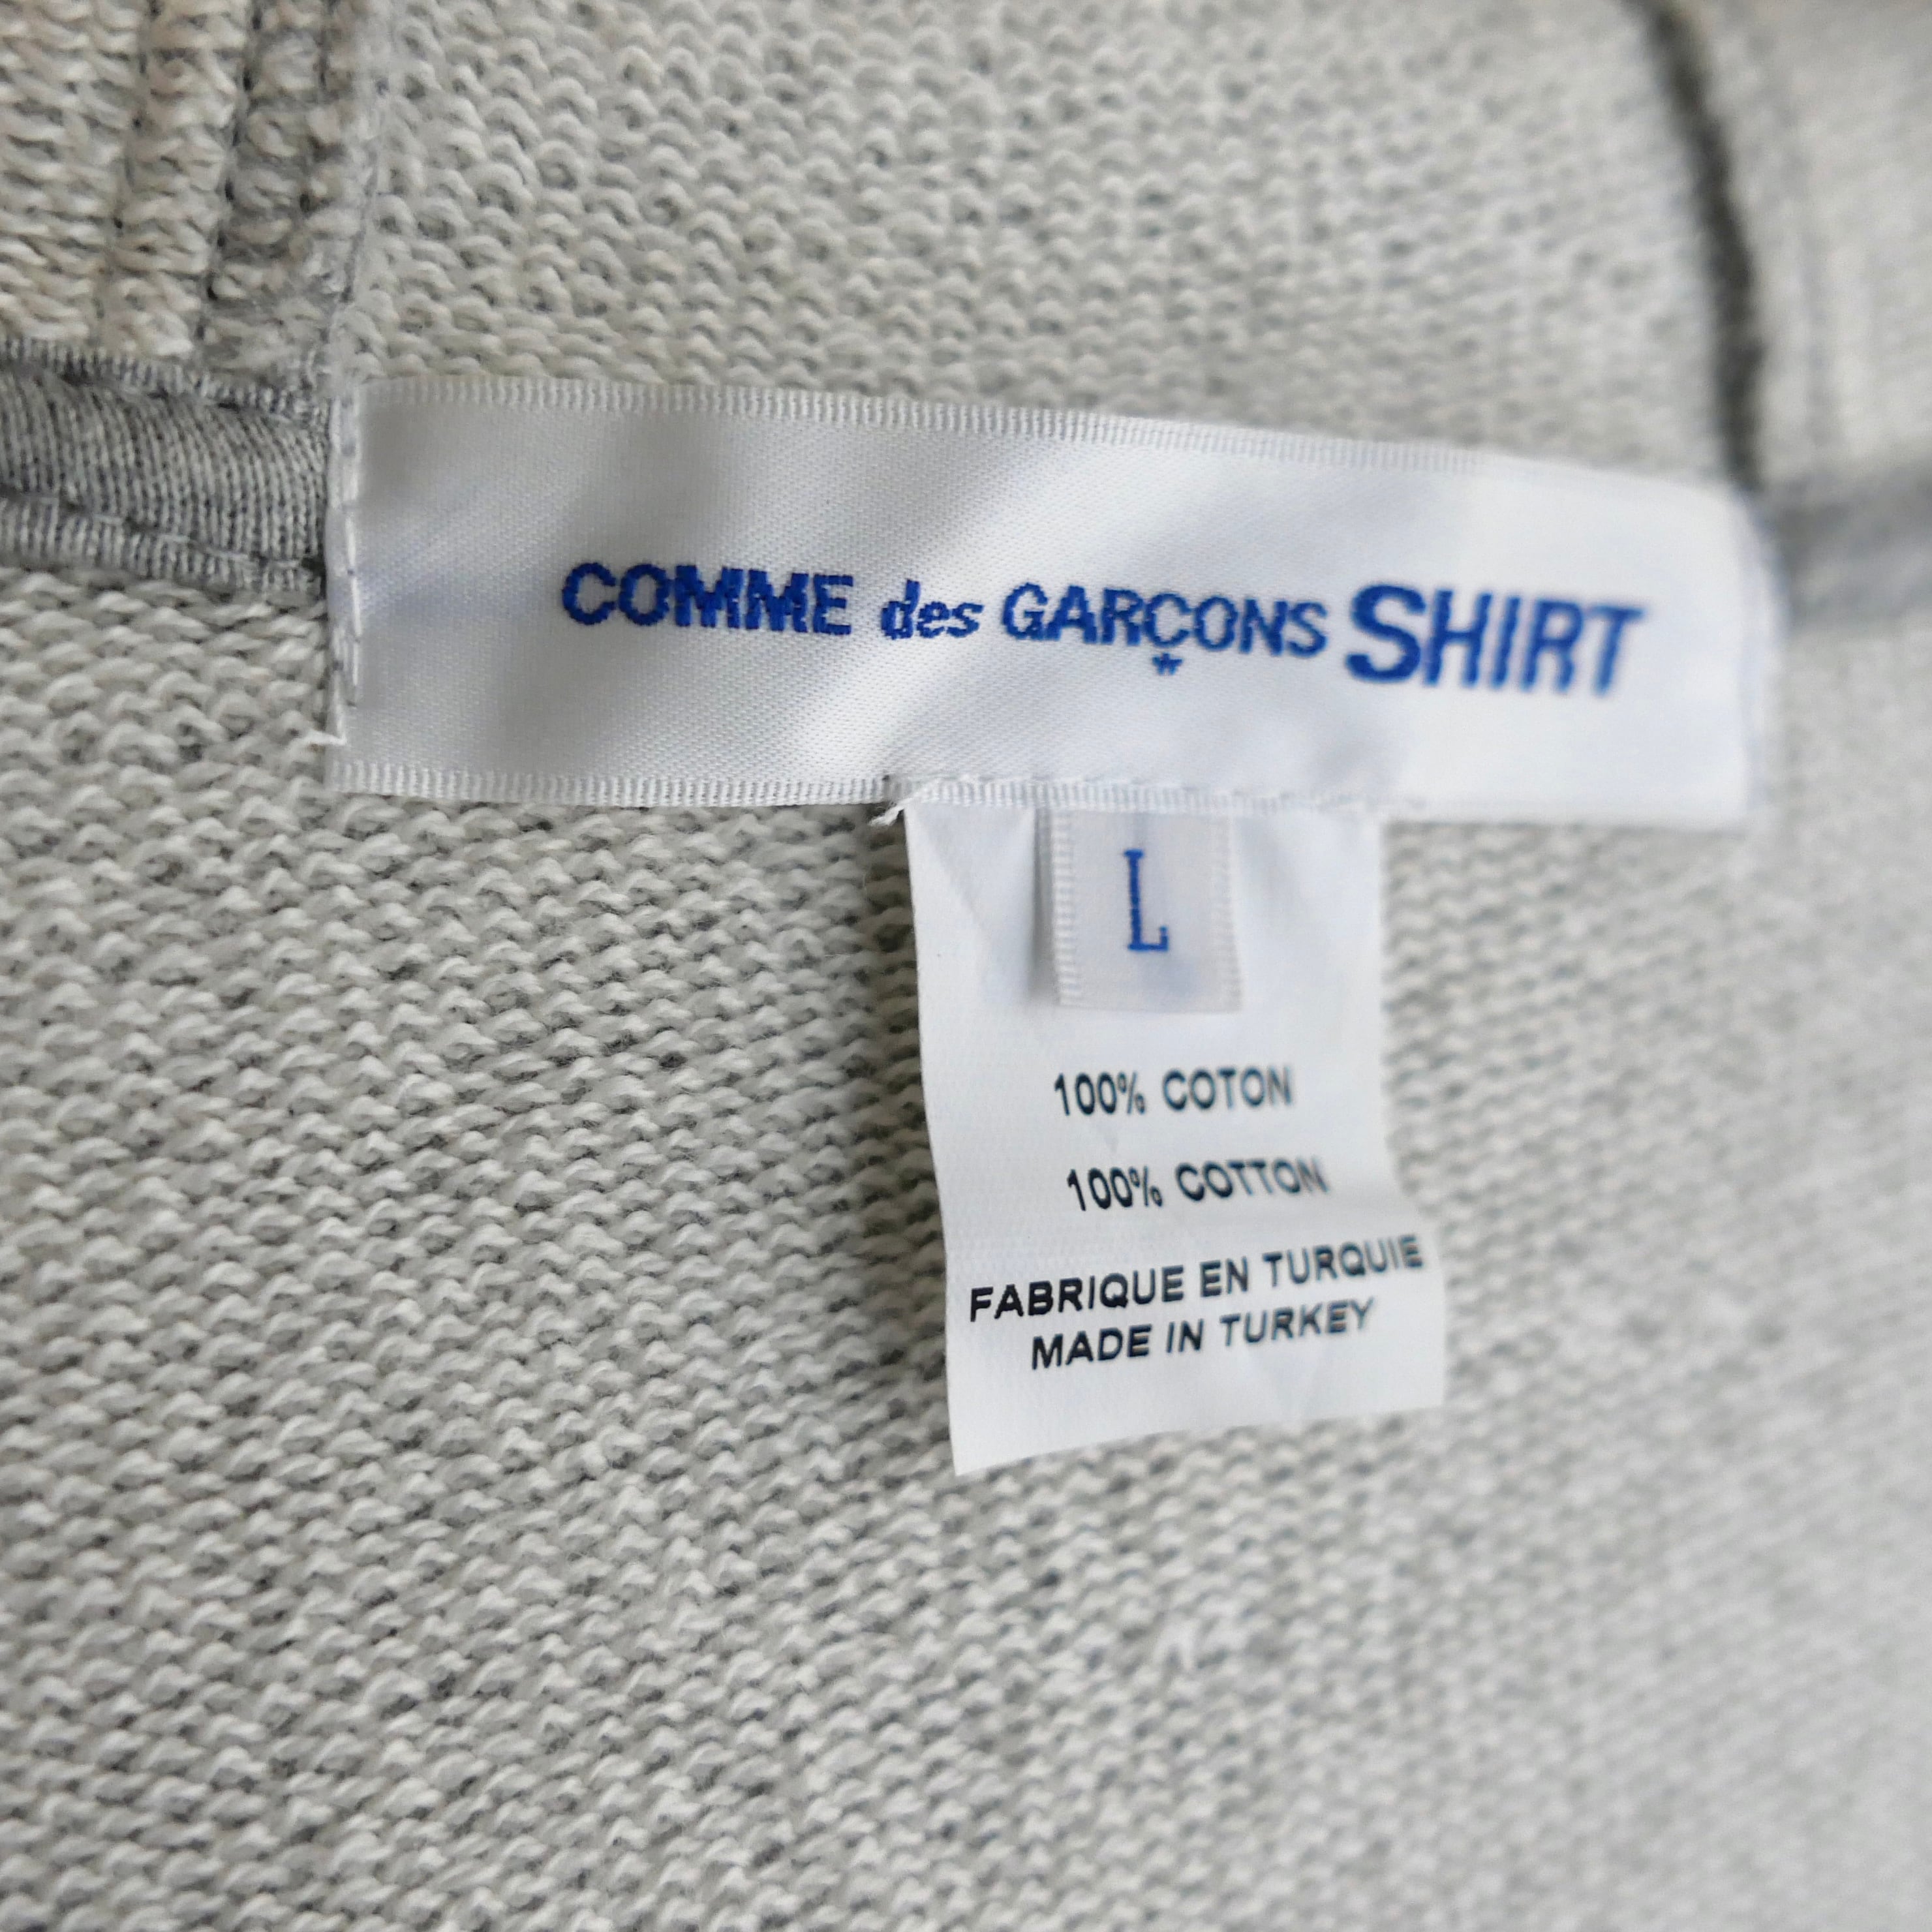 COMME des GARÇONS SHIRT
L
100% COTON
100% COTTON
FABRIQUE EN TURQUIE
MADE IN TURKEY